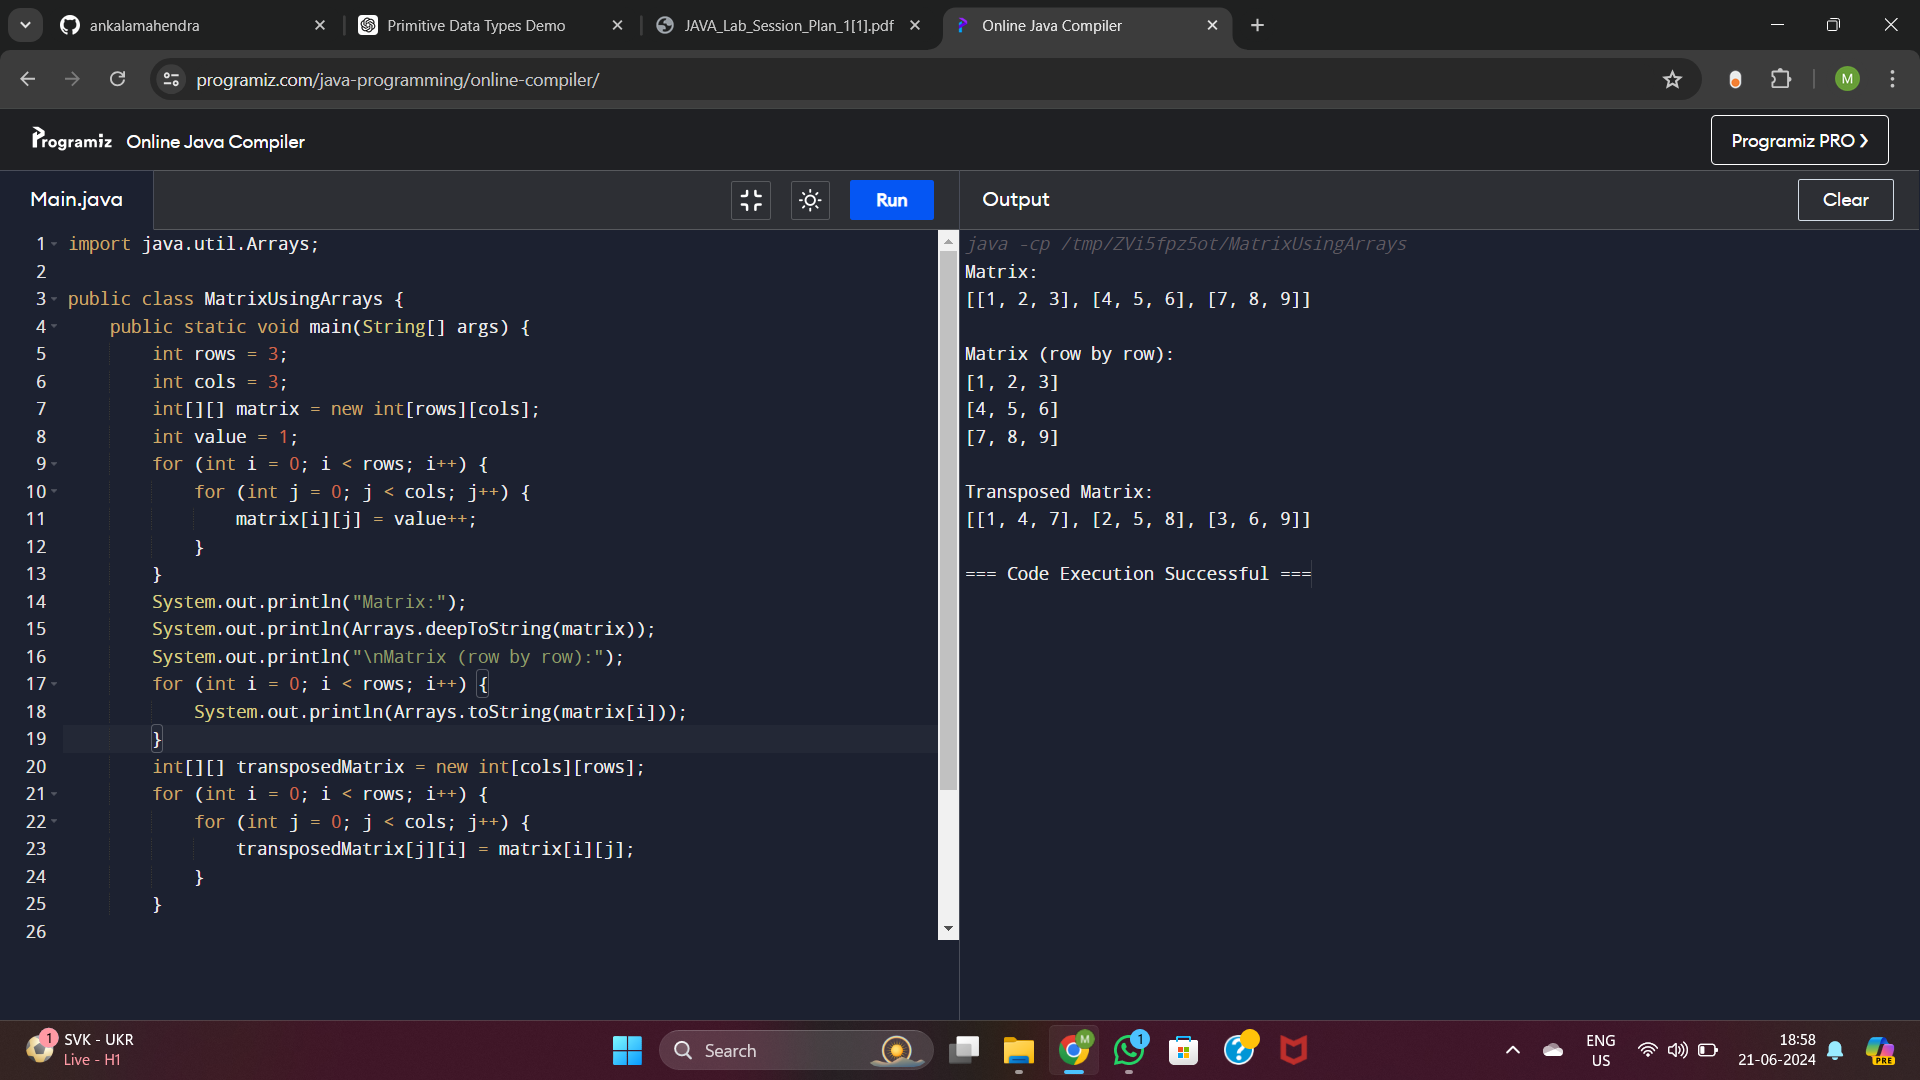 ankalamahendra
Primitive Data Types Demo
JAVA_Lab_Session_Plan_1[1].pdf
Online Java Compiler
programiz.com/java-programming/online-compiler/
M
Programiz
Online Java Compiler
Programiz PRO
Main.java
Run
Output
Clear
1 import java.util.Arrays;
2
3 public class MatrixUsingArrays {
4     public static void main(String[] args) {
5         int rows = 3;
6         int cols = 3;
7         int[][] matrix = new int[rows][cols];
8         int value = 1;
9         for (int i = 0; i < rows; i++) {
10             for (int j = 0; j < cols; j++) {
11                 matrix[i][j] = value++;
12             }
13         }
14         System.out.println("Matrix:");
15         System.out.println(Arrays.deepToString(matrix));
16         System.out.println("\nMatrix (row by row):");
17         for (int i = 0; i < rows; i++) {
18             System.out.println(Arrays.toString(matrix[i]));
19         }
20         int[][] transposedMatrix = new int[cols][rows];
21         for (int i = 0; i < rows; i++) {
22             for (int j = 0; j < cols; j++) {
23                 transposedMatrix[j][i] = matrix[i][j];
24             }
25         }
26
java -cp /tmp/ZVi5fpz5ot/MatrixUsingArrays
Matrix:
[[1, 2, 3], [4, 5, 6], [7, 8, 9]]
Matrix (row by row):
[1, 2, 3]
[4, 5, 6]
[7, 8, 9]
Transposed Matrix:
[[1, 4, 7], [2, 5, 8], [3, 6, 9]]
=== Code Execution Successful ===
1
SVK - UKR
Live - H1
Search
M
1
ENG
US
18:58
21-06-2024
PRE